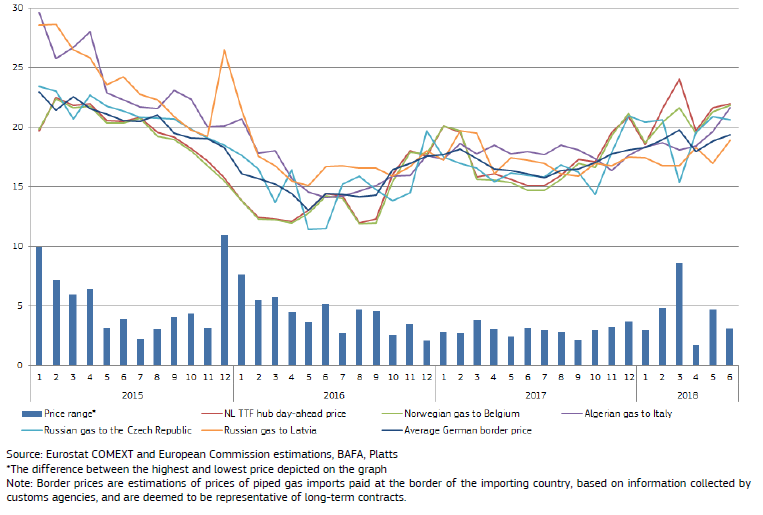 30
25
20
15
10
5
0
1 2 3 4 5 6 7 8 9 10 11 12 1 2 3 4 5 6 7 8 9 10 11 12 1 2 3 4 5 6 7 8 9 10 11 12 1 2 3 4 5 6
2015 2016 2017 2018
Price range* NL TTF hub day-ahead price Norwegian gas to Belgium Algerian gas to Italy
Russian gas to the Czech Republic Russian gas to Latvia Average German border price
Source: Eurostat COMEXT and European Commission estimations, BAFA, Platts
*The difference between the highest and lowest price depicted on the graph
Note: Border prices are estimations of prices of piped gas imports paid at the border of the importing country, based on information collected by
customs agencies, and are deemed to be representative of long-term contracts.